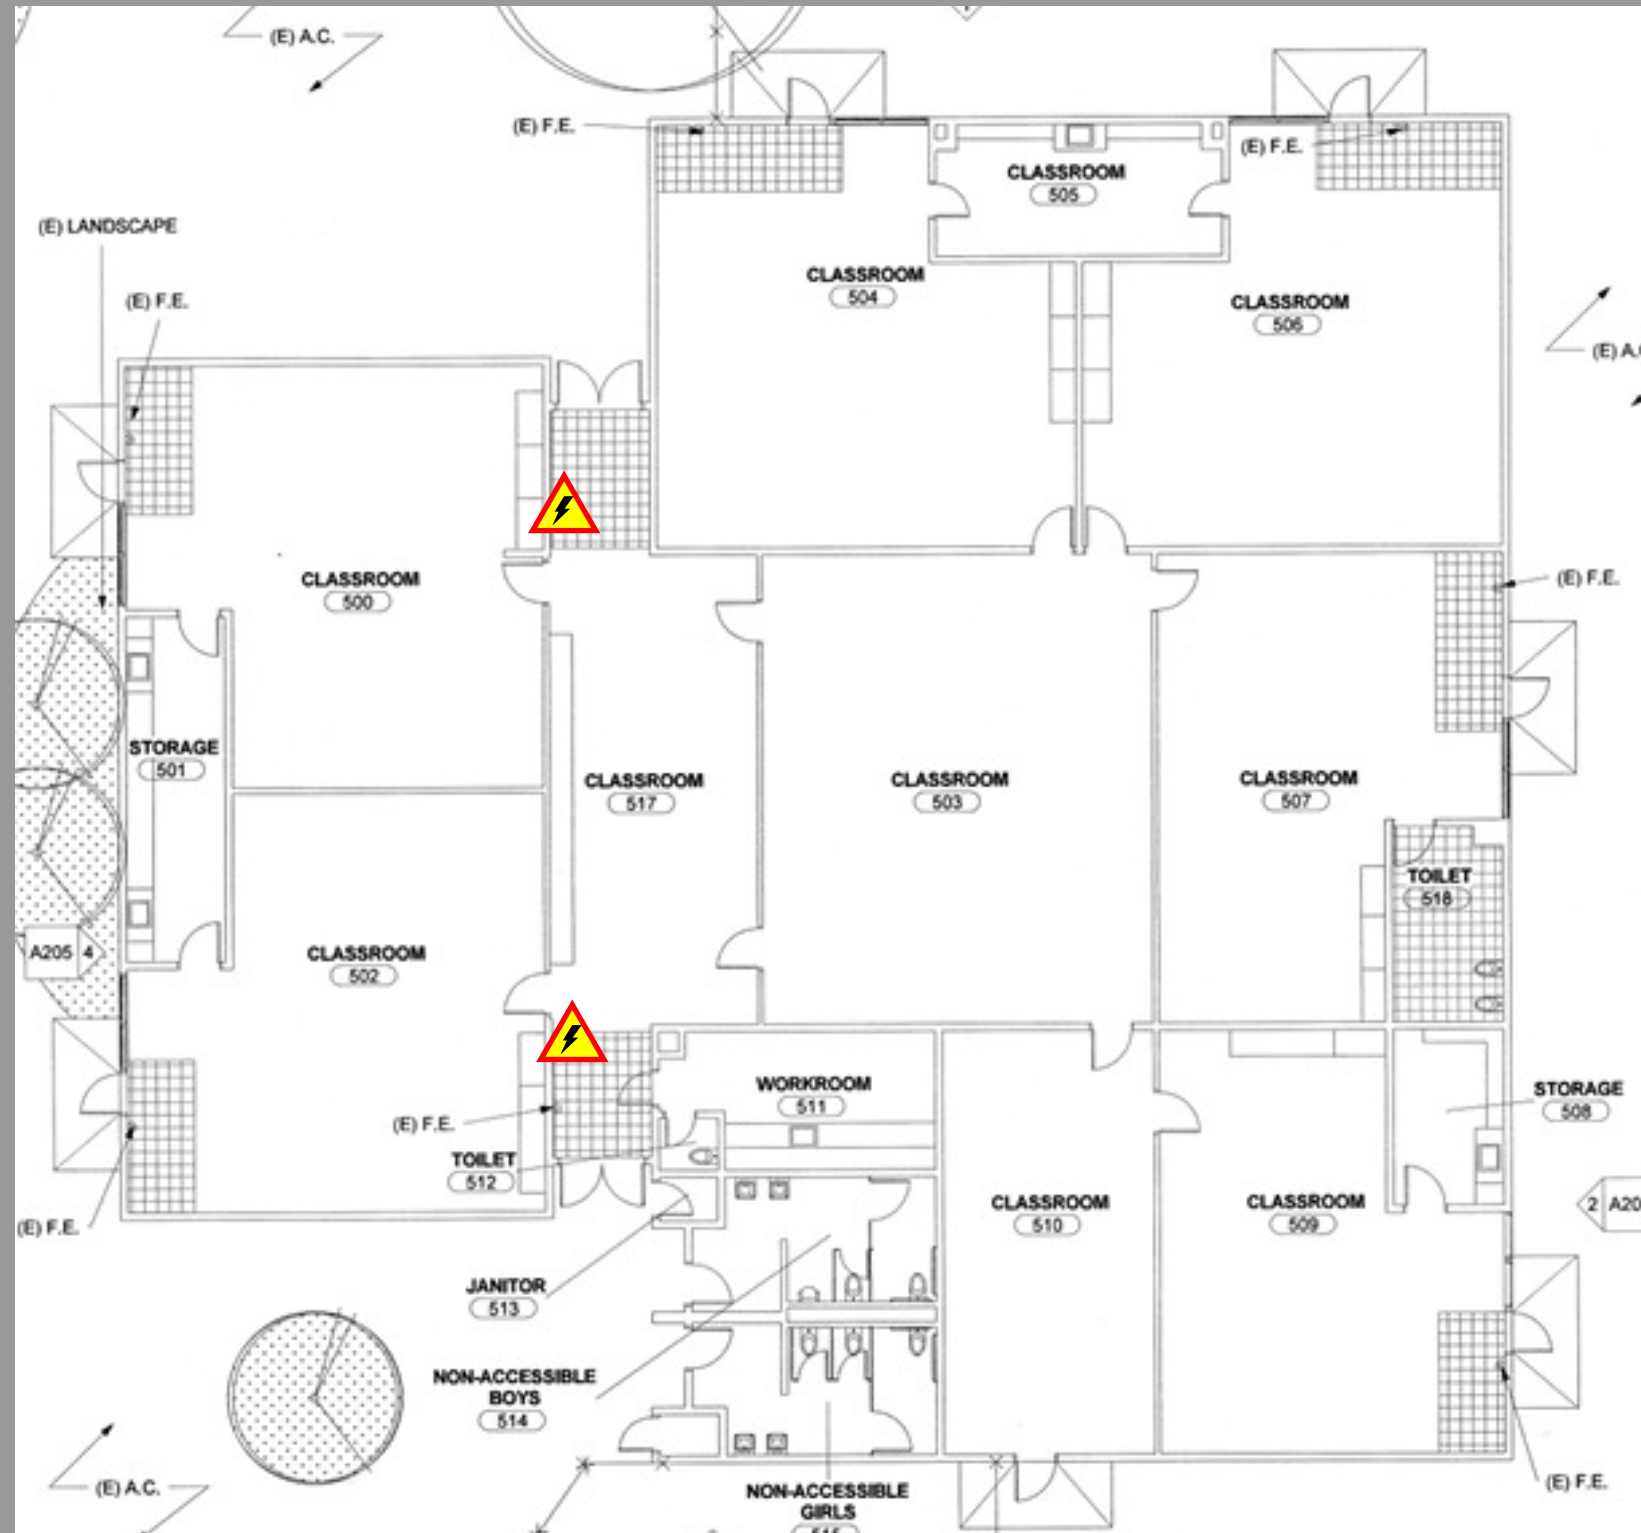 (E) A.C.
(E) F.E.
(E) F.E.
CLASSROOM
505
(E) LANDSCAPE
(E) F.E.
CLASSROOM
504
CLASSROOM
506
(E) A.
CLASSROOM
500
(E) F.E.
STORAGE
501
CLASSROOM
517
CLASSROOM
503
CLASSROOM
507
TOILET
518
A205 4
CLASSROOM
502
WORKROOM
511
(E) F.E.
STORAGE
508
TOILET
512
(E) F.E.
CLASSROOM
510
CLASSROOM
509
2 A20
JANITOR
513
NON-ACCESSIBLE
BOYS
514
(E) A.C.
(E) F.E.
NON-ACCESSIBLE
GIRLS